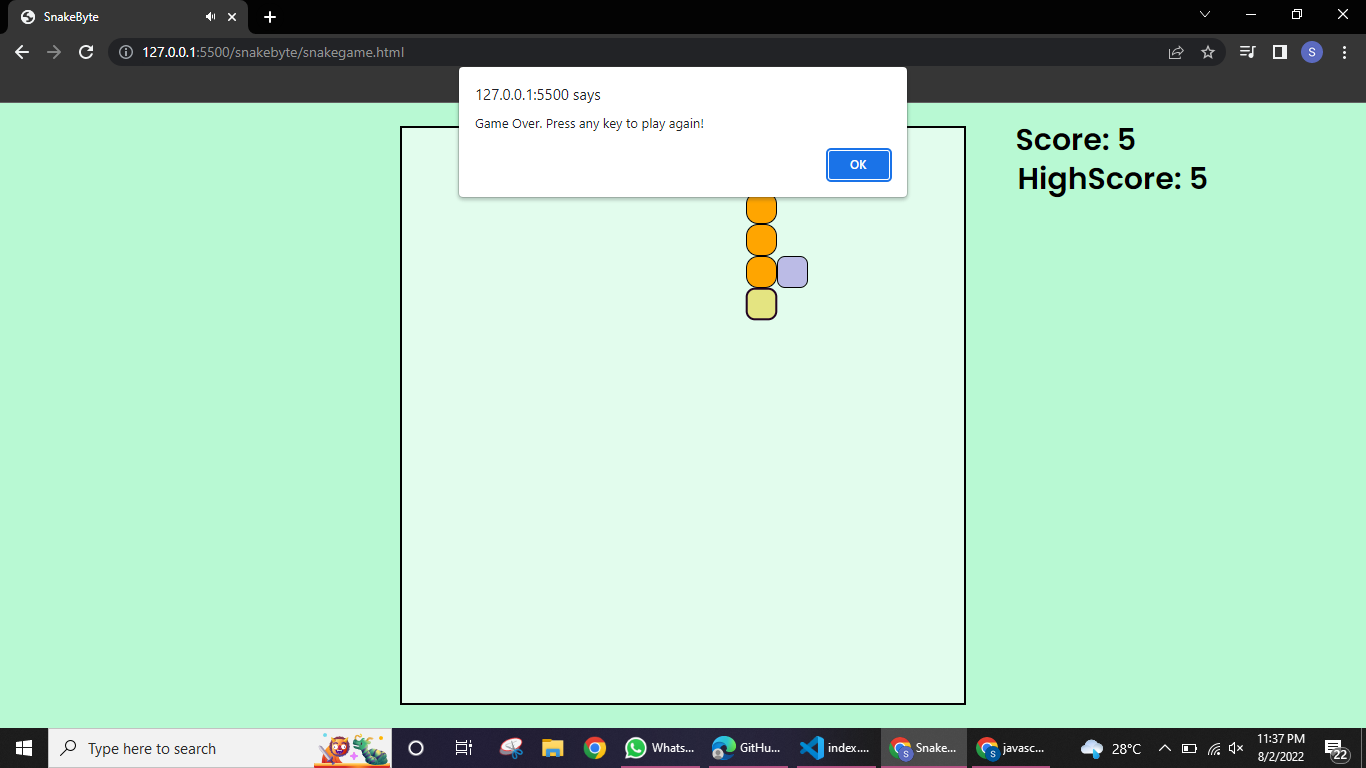 SnakeByte
127.0.0.1:5500/snakebyte/snakegame.html
S
127.0.0.1:5500 says
Game Over. Press any key to play again!
OK
Score: 5
HighScore: 5
Type here to search
Whats...
GitHu...
index....
S
Snake...
S
javasc...
28°C
11:37 PM
8/2/2022
22